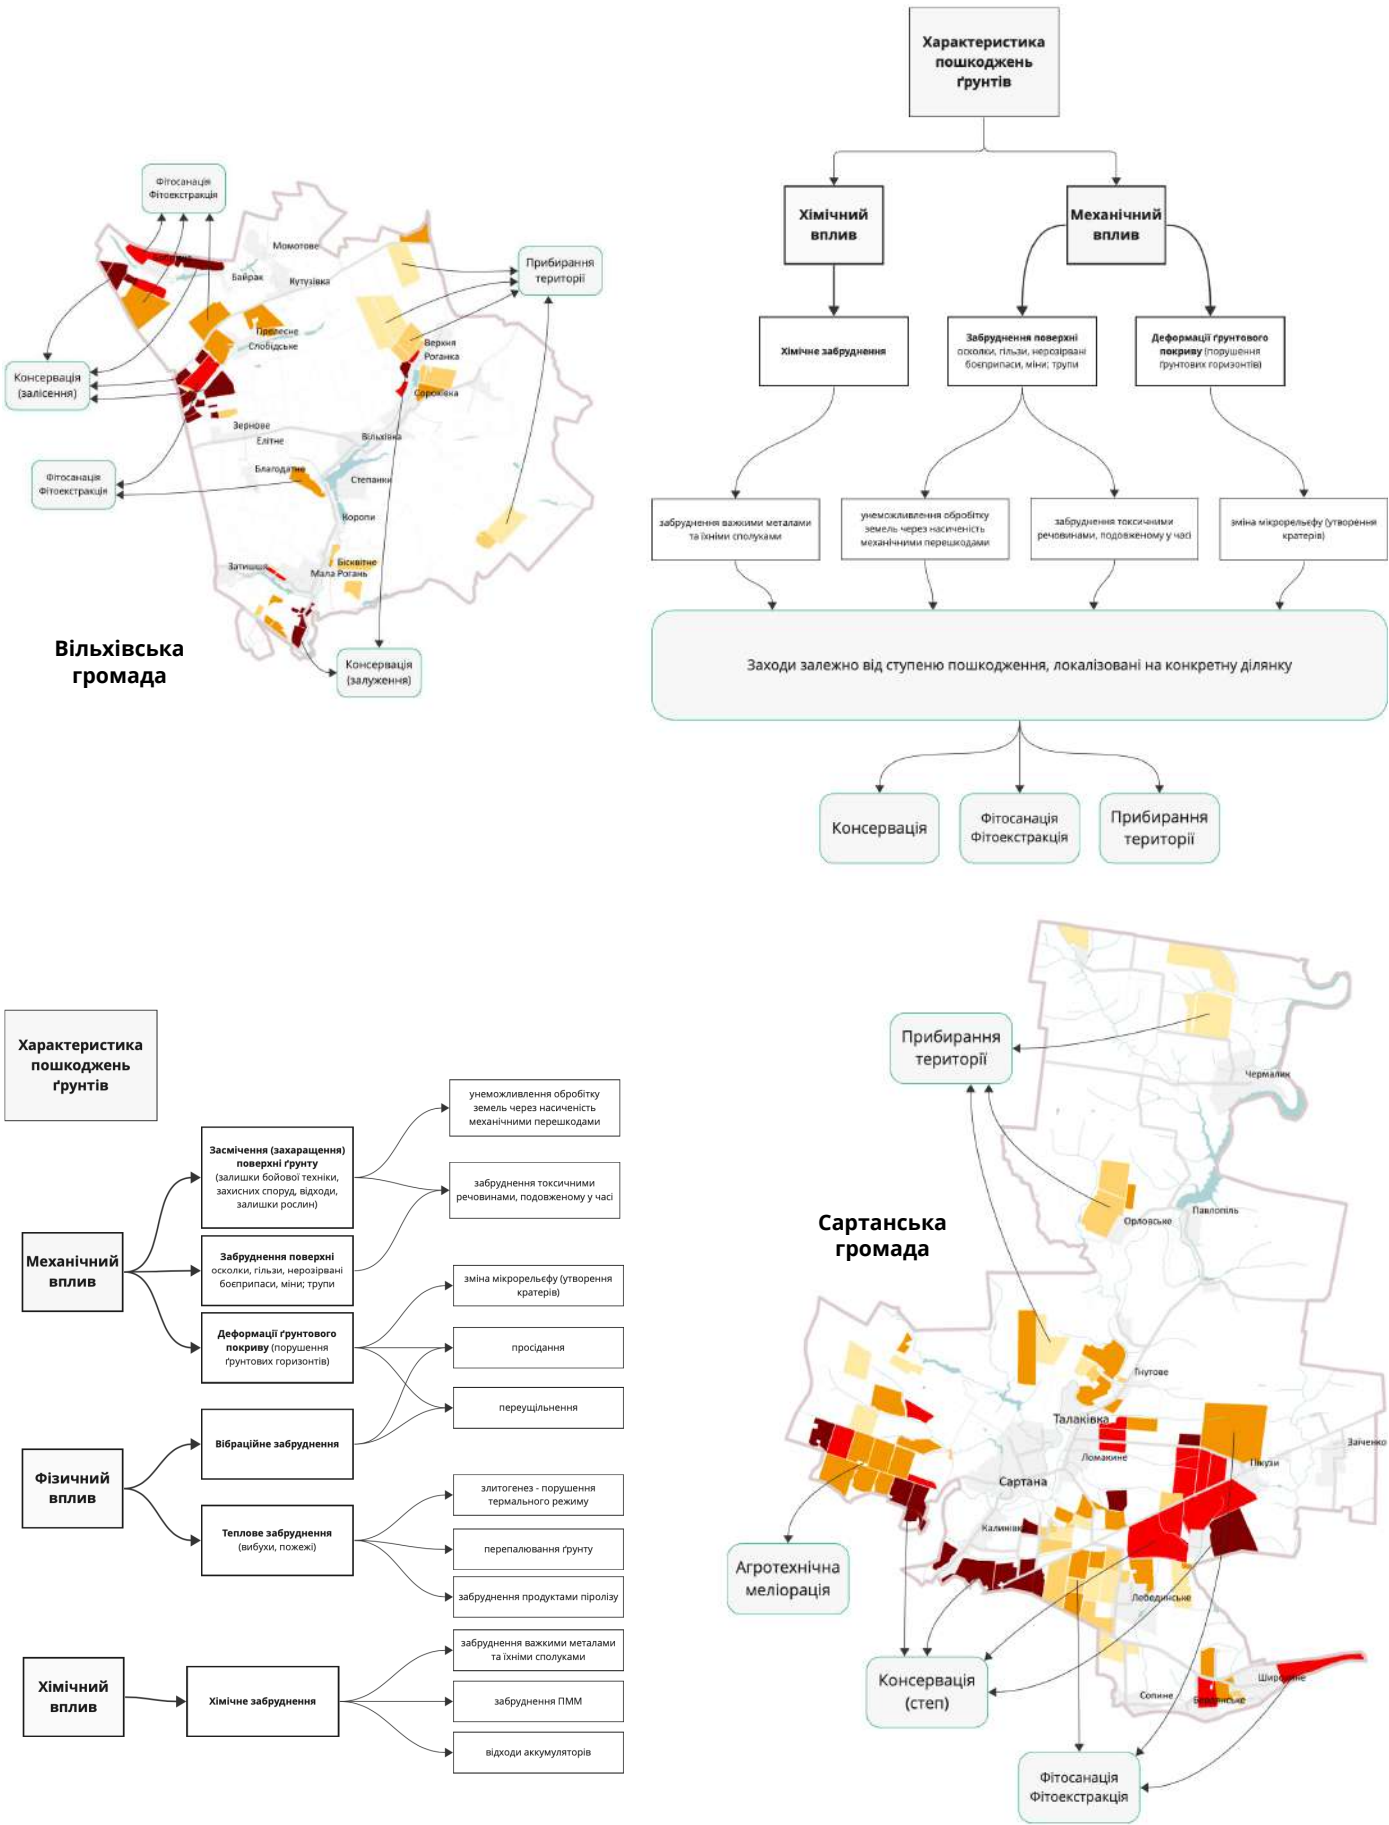 Характеристика
пошкоджень
ґрунтів
Хімічний
вплив
Механічний
вплив
Хімічне забруднення
Забруднення поверхні
осколки, гільзи, нерозірвані
боєприпаси, міни; трупи
Деформації ґрунтового
покриву (порушення
ґрунтових горизонтів)
забруднення важкими металами
та їхніми сполуками
унеможливлення обробітку
земель через насиченість
механічними перешкодами
забруднення токсичними
речовинами, подовженому у часі
зміна мікрорельєфу (утворення
кратерів)
Заходи залежно від ступеню пошкодження, локалізовані на конкретну ділянку
Консервація
Фітосанація
Фітоекстракція
Прибирання
території
Фітосанація
Фітоекстракція
Момотове
Байрак
Кутузівка
Прибирання
території
Прелесне
Слобідське
Верхня
Роганка
Сороківка
Консервація
(залісення)
Зернове
Елітне
Вільхівка
Благодатне
Степанки
Фітосанація
Фітоекстракція
Коропи
Затишшя
Бісквітне
Мала Рогань
Вільхівська
громада
Консервація
(залуження)
Характеристика
пошкоджень
ґрунтів
Механічний
вплив
Засмічення (захаращення)
поверхні ґрунту
(залишки бойової техніки,
захисних споруд, відходи,
залишки рослин)
Забруднення поверхні
осколки, гільзи, нерозірвані
боєприпаси, міни; трупи
Деформації ґрунтового
покриву (порушення
ґрунтових горизонтів)
унеможливлення обробітку
земель через насиченість
механічними перешкодами
забруднення токсичними
речовинами, подовженому у часі
зміна мікрорельєфу (утворення
кратерів)
просідання
переущільнення
Фізичний
вплив
Вібраційне забруднення
Теплове забруднення
(вибухи, пожежі)
злитогенез - порушення
термального режиму
перепалювання ґрунту
забруднення продуктами піролізу
Хімічний
вплив
Хімічне забруднення
забруднення важкими металами
та їхніми сполуками
забруднення ПММ
відходи аккумуляторів
Прибирання
території
Чермалик
Сартанська
громада
Орловське
Павлопіль
Гнутове
Талаківка
Ломакине
Заіченко
Пікузи
Сартана
Калинівка
Агротехнічна
меліорація
Лебединське
Консервація
(степ)
Сопине
Бердянське
Широкине
Фітосанація
Фітоекстракція